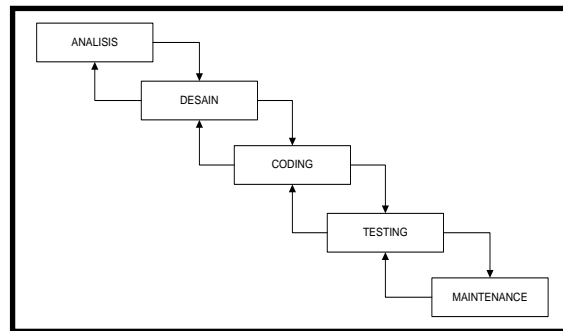 ANALISIS
DESAIN
CODING
TESTING
MAINTENANCE